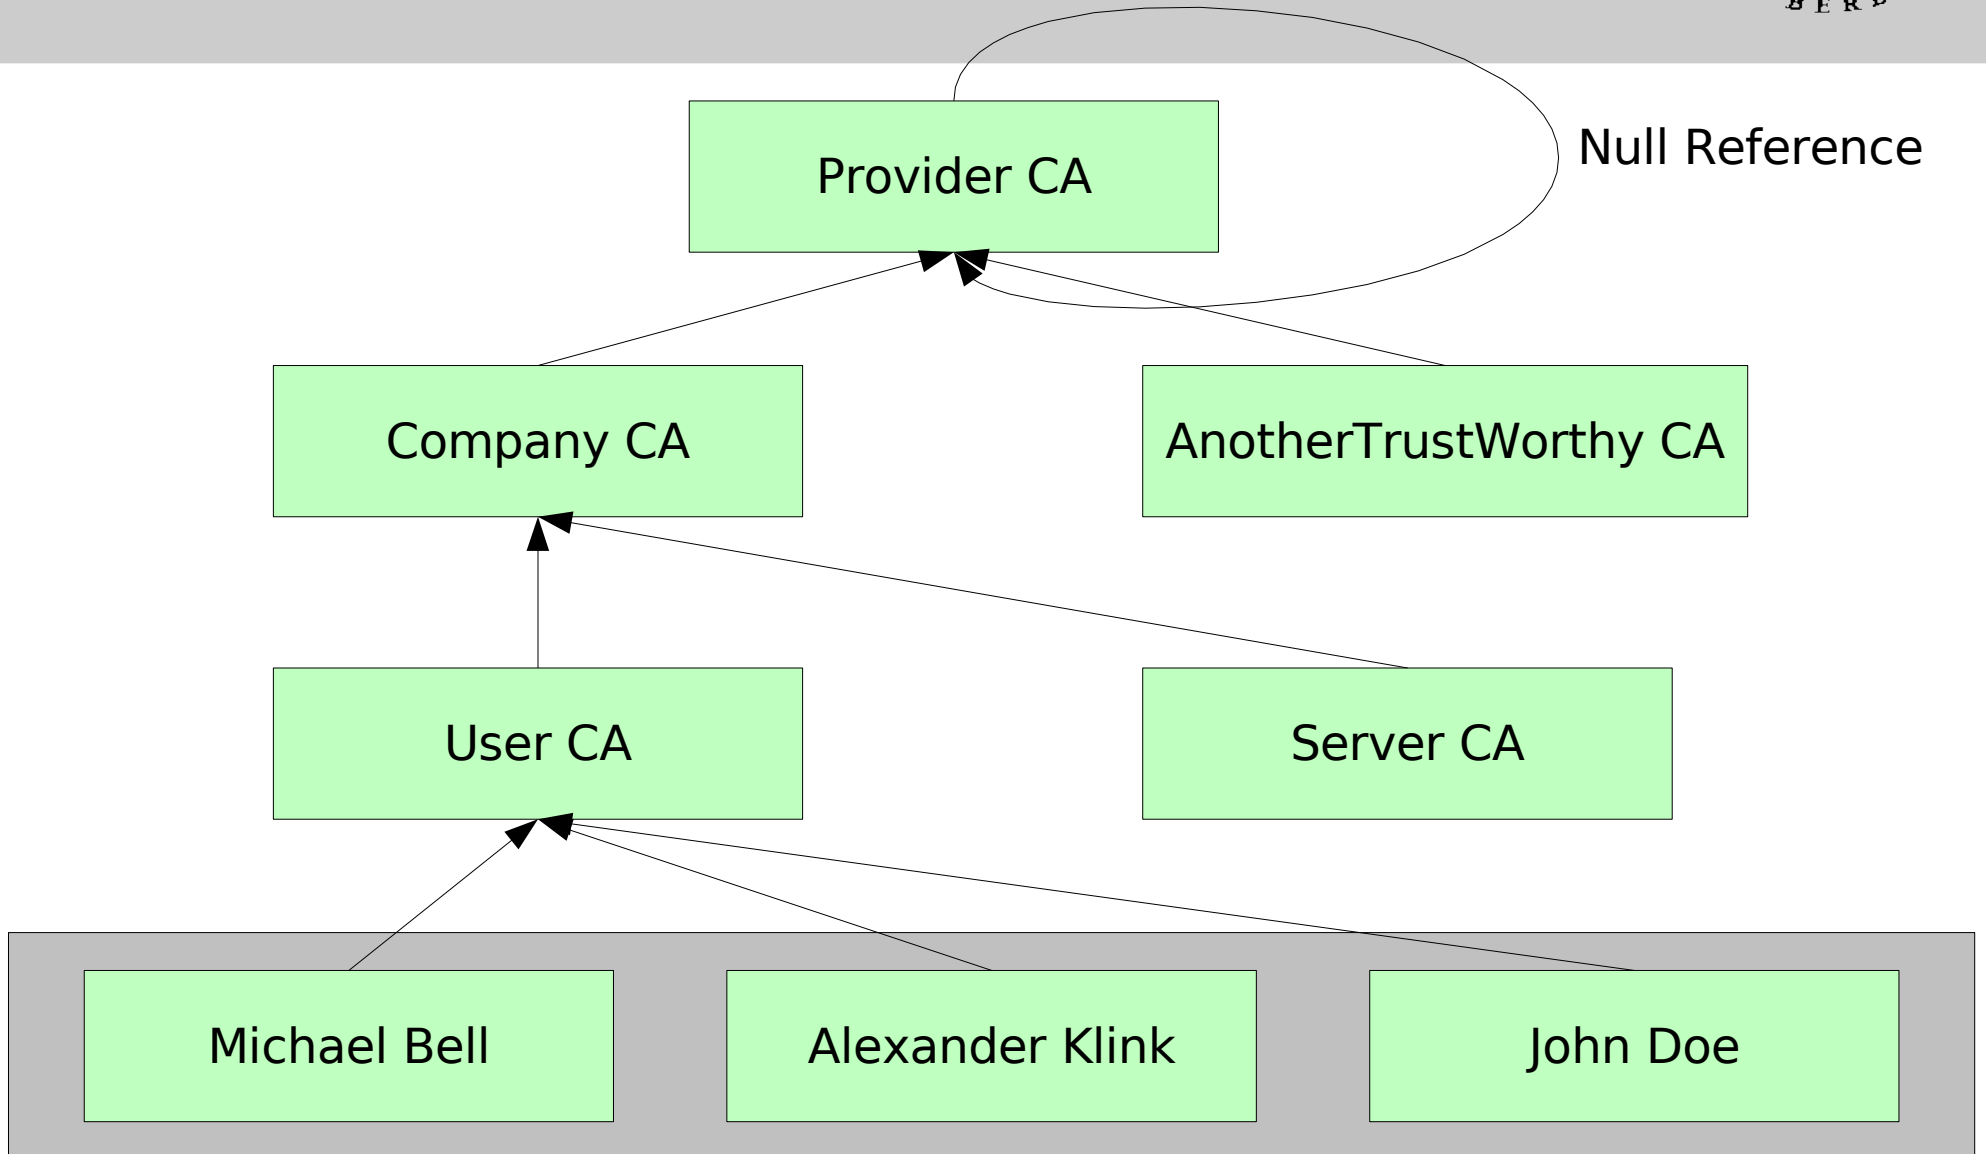 Null Reference
Provider CA
Company CA
AnotherTrustWorthy CA
User CA
Server CA
Michael Bell
Alexander Klink
John Doe